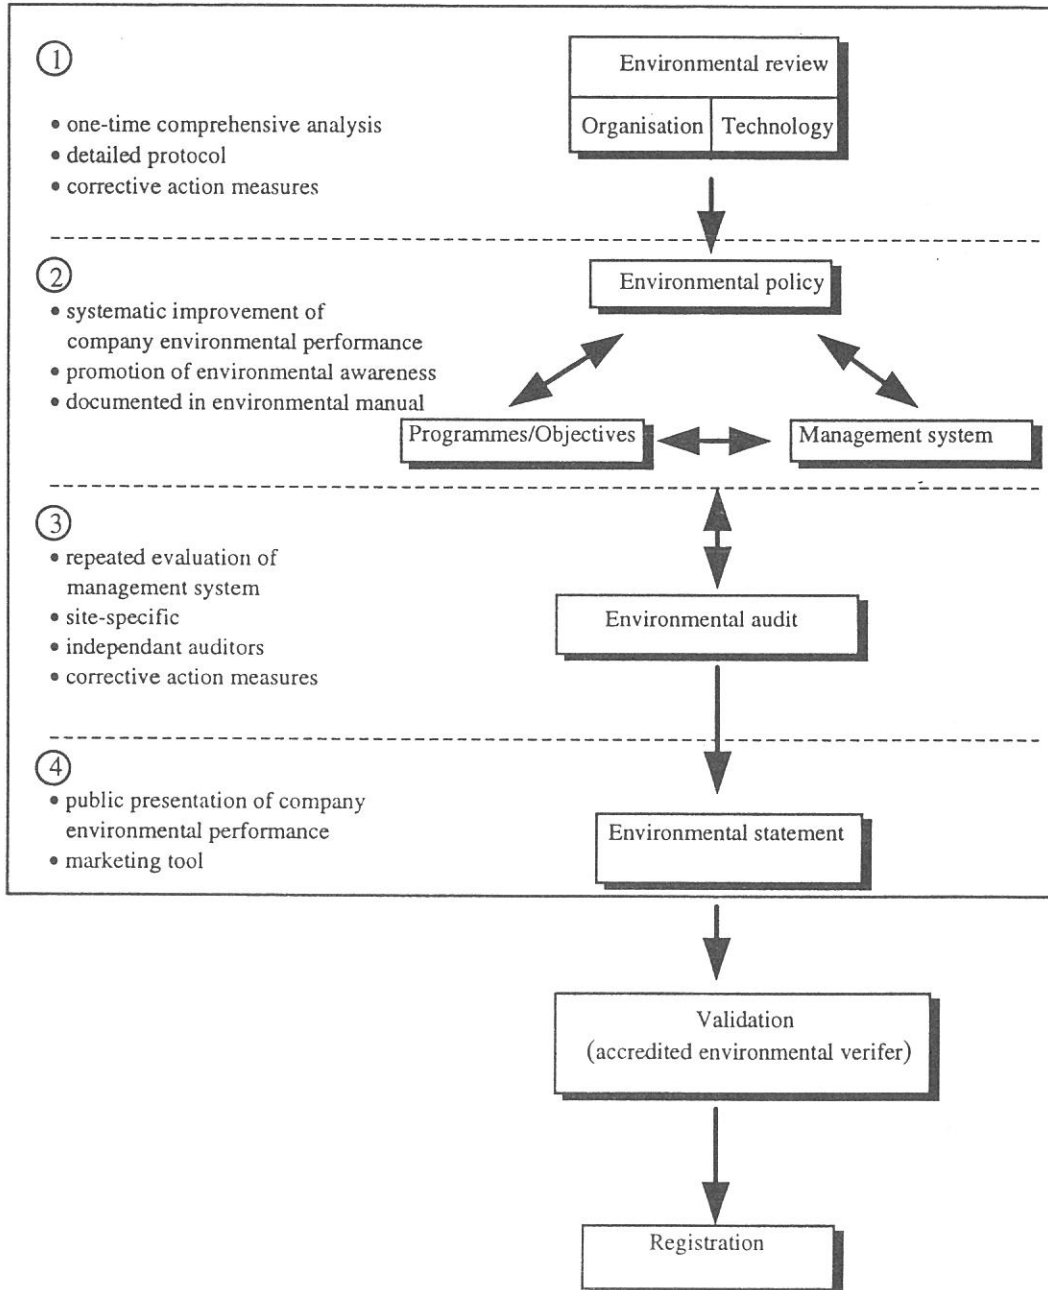 1
Environmental review
Organisation Technology
• one-time comprehensive analysis
• detailed protocol
• corrective action measures
2
Environmental policy
• systematic improvement of
company environmental performance
• promotion of environmental awareness
• documented in environmental manual
Programmes/Objectives
Management system
3
• repeated evaluation of
management system
• site-specific
• independant auditors
• corrective action measures
Environmental audit
4
• public presentation of company
environmental performance
• marketing tool
Environmental statement
Validation
(accredited environmental verifer)
Registration